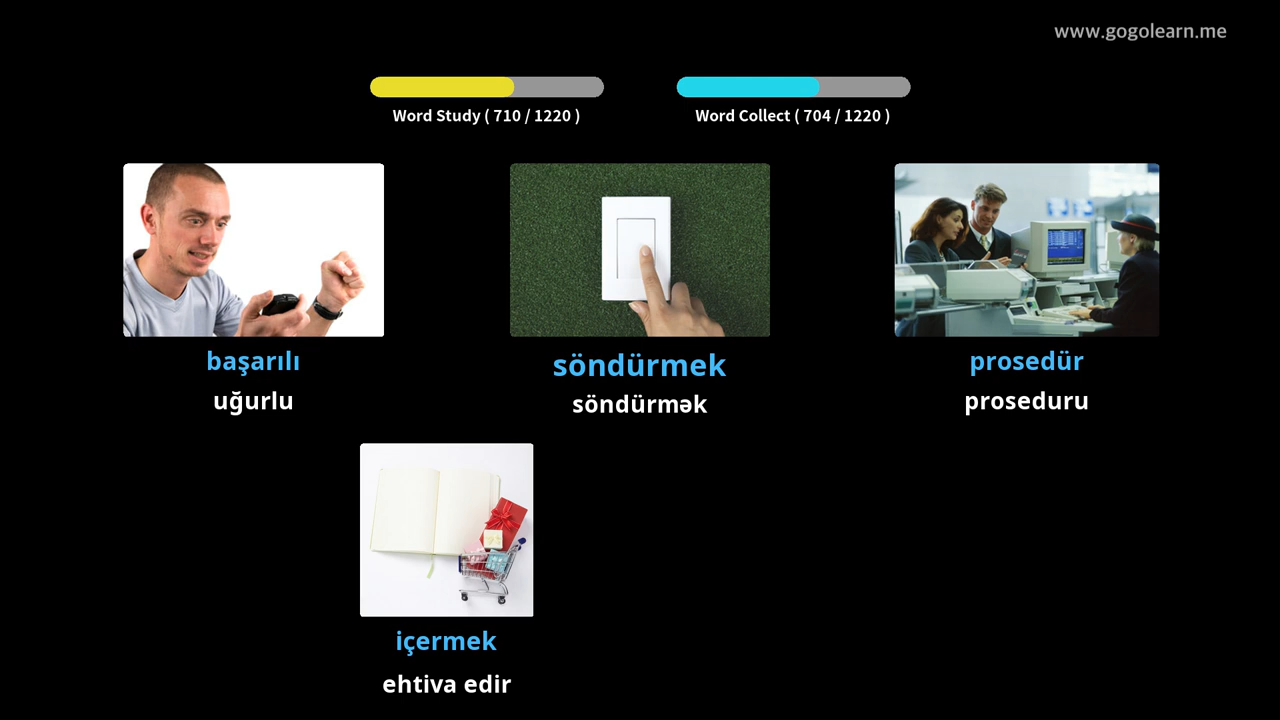 www.gogolearn.me
Word Study ( 710 / 1220 )
Word Collect ( 704 / 1220 )
başarılı
uğurlu
söndürmek
söndürmək
prosedür
proseduru
içermek
ehtiva edir